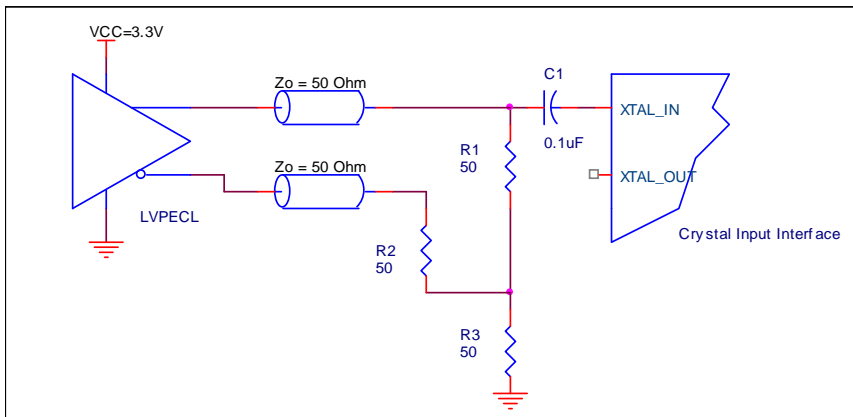 VCC=3.3V
Zo = 50 Ohm
C1
0.1uF
XTAL_IN
R1
50
Zo = 50 Ohm
XTAL_OUT
LVPECL
R2
50
Crystal Input Interface
R3
50